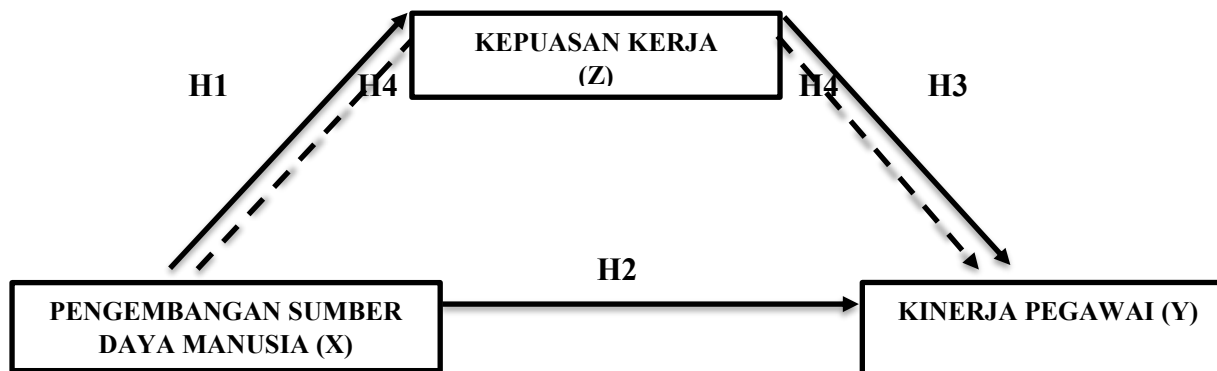 KEPUASAN KERJA
(Z)
H1
H4
H4
H3
H2
PENGEMBANGAN SUMBER
DAYA MANUSIA (X)
KINERJA PEGAWAI (Y)